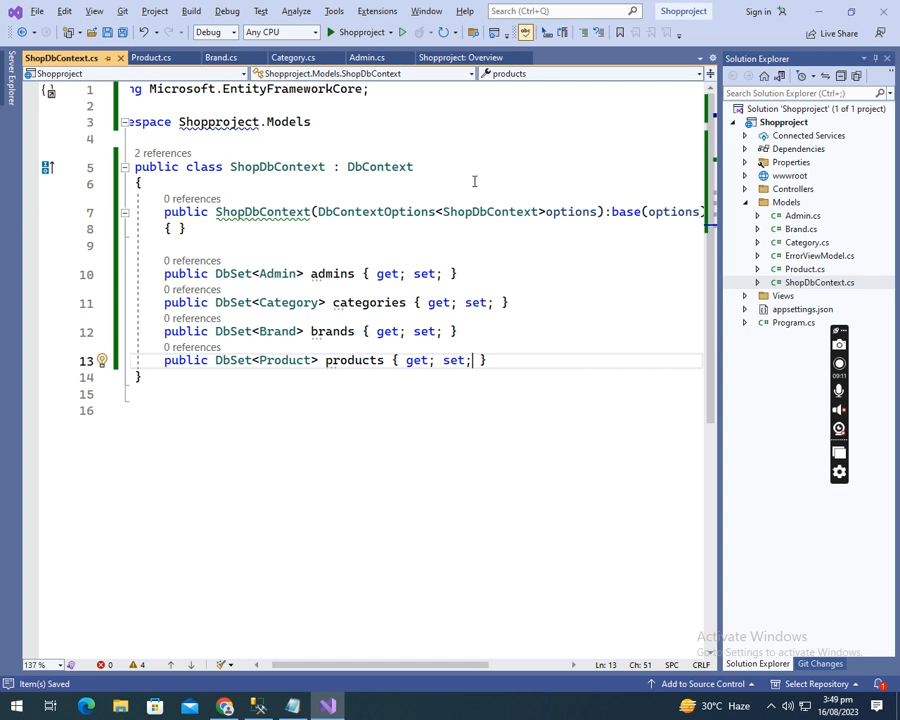 File Edit View Git Project Build Debug Test Analyze Tools Extensions Window Help Search (Ctrl+Q) Shopproject Sign in
Debug Any CPU Shopproject Live Share
ShopDbContext.cs Product.cs Brand.cs Category.cs Admin.cs Shopproject: Overview
Shopproject Shopproject.Models.ShopDbContext products
Server Explorer
1 ng Microsoft.EntityFrameworkCore;
2
3 espace Shopproject.Models
4
2 references
5 public class ShopDbContext : DbContext
6 {
0 references
7 public ShopDbContext(DbContextOptions<ShopDbContext>options):base(options)
8 { }
9
0 references
10 public DbSet<Admin> admins { get; set; }
0 references
11 public DbSet<Category> categories { get; set; }
0 references
12 public DbSet<Brand> brands { get; set; }
0 references
13 public DbSet<Product> products { get; set; }
14 }
15
16
Solution Explorer
Search Solution Explorer (Ctrl+;)
Solution 'Shopproject' (1 of 1 project)
Shopproject
Connected Services
Dependencies
Properties
wwwroot
Controllers
Models
C# Admin.cs
C# Brand.cs
C# Category.cs
C# ErrorViewModel.cs
C# Product.cs
C# ShopDbContext.cs
Views
appsettings.json
C# Program.cs
09:11
Activate Windows
Go to Settings to activate Windows.
137 % 0 4 Ln: 13 Ch: 51 SPC CRLF
Solution Explorer Git Changes
Item(s) Saved Add to Source Control Select Repository 1
30°C Haze 3:49 pm
16/08/2023